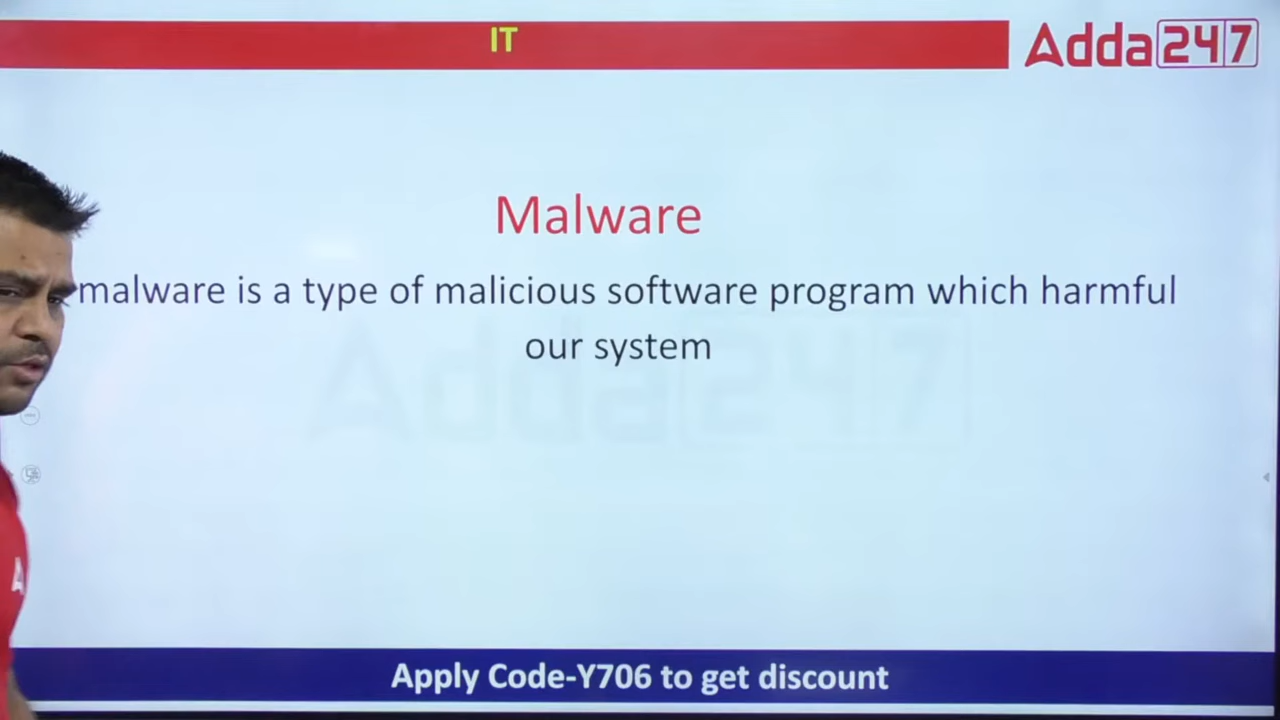 IT
Adda247
Malware
malware is a type of malicious software program which harmful
our system
Adda247
Apply Code-Y706 to get discount